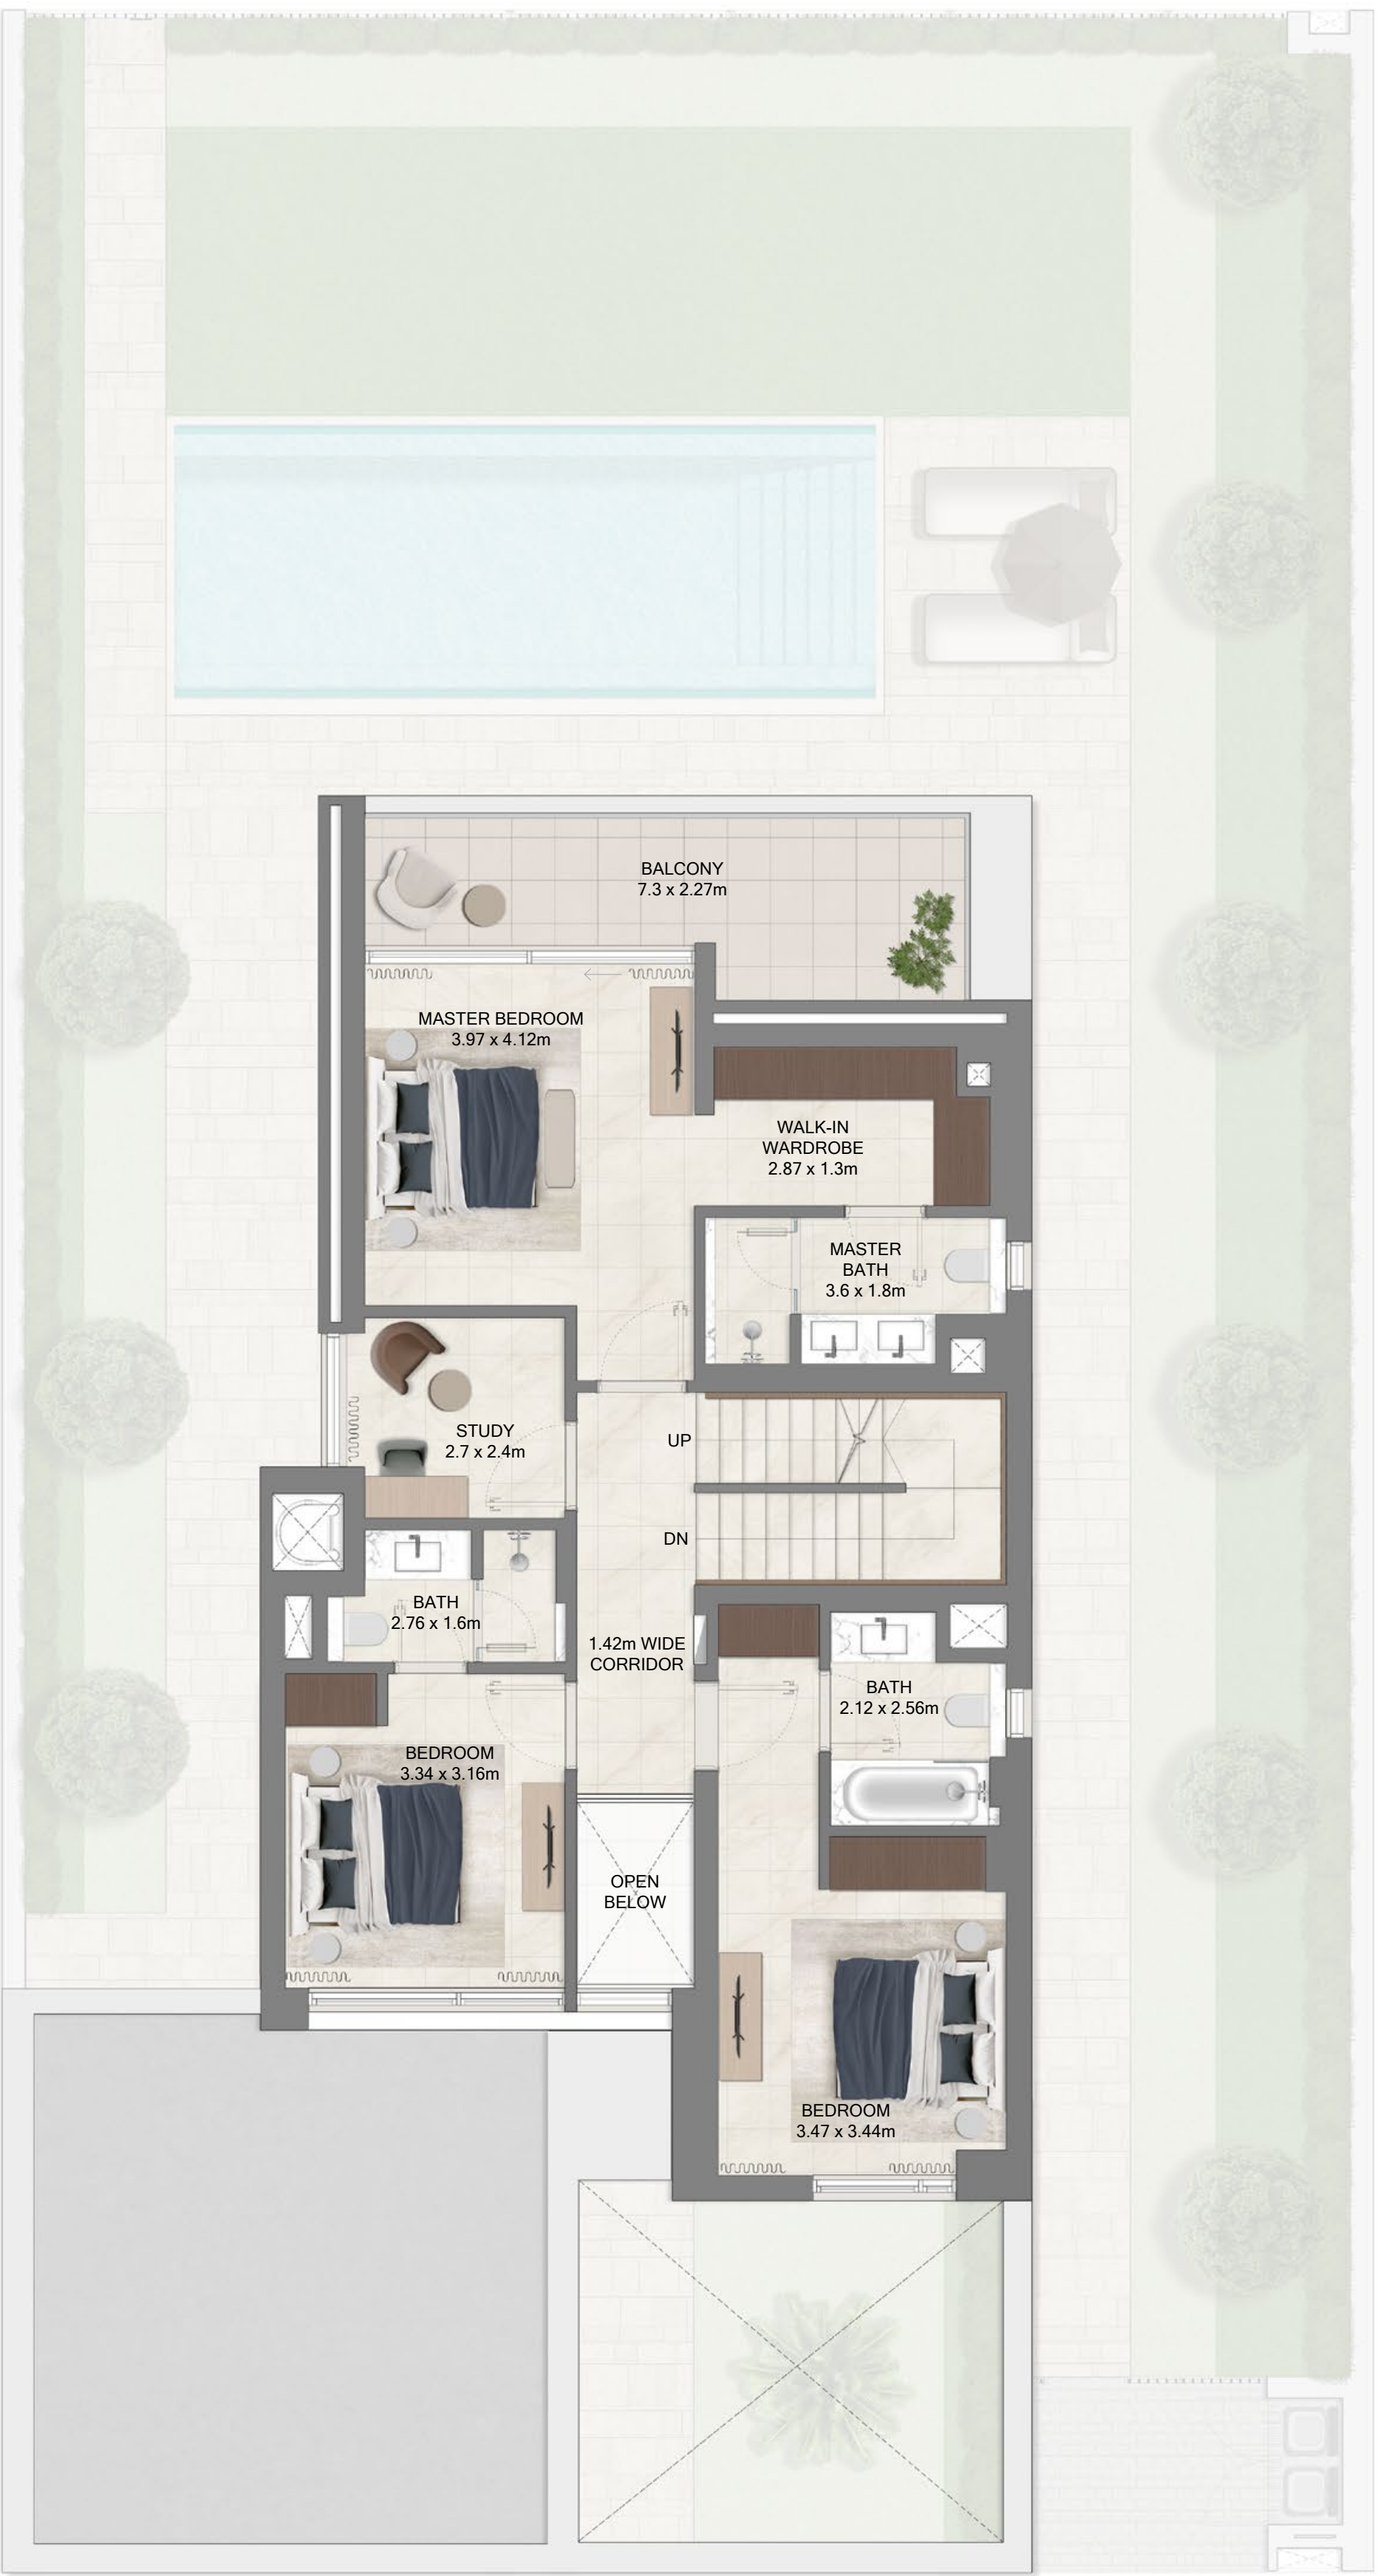 BALCONY
7.3 x 2.27m
MASTER BEDROOM
3.97 x 4.12m
WALK-IN
WARDROBE
2.87 x 1.3m
MASTER
BATH
3.6 x 1.8m
STUDY
2.7 x 2.4m
UP
DN
BATH
2.76 x 1.6m
1.42m WIDE
CORRIDOR
BATH
2.12 x 2.56m
BEDROOM
3.34 x 3.16m
OPEN
BELOW
BEDROOM
3.47 x 3.44m